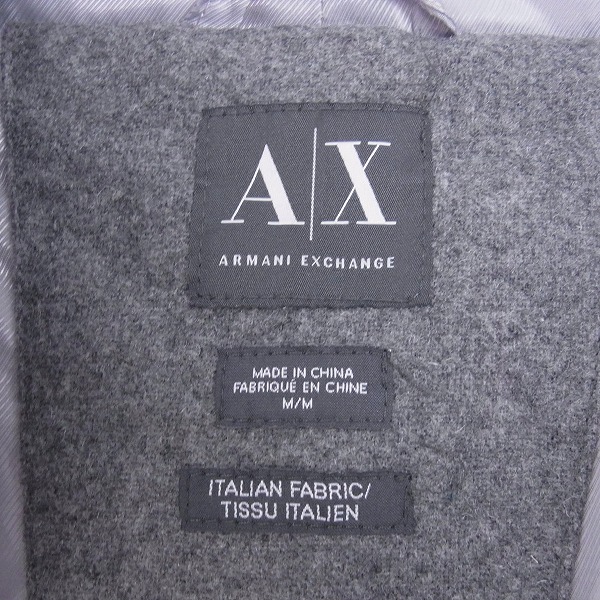 A|X
ARMANI EXCHANGE
MADE IN CHINA
FABRIQUÉ EN CHINE
M/M
ITALIAN FABRIC/
TISSU ITALIEN